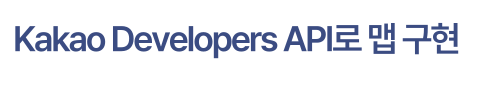 Kakao Developers API로 맵 구현